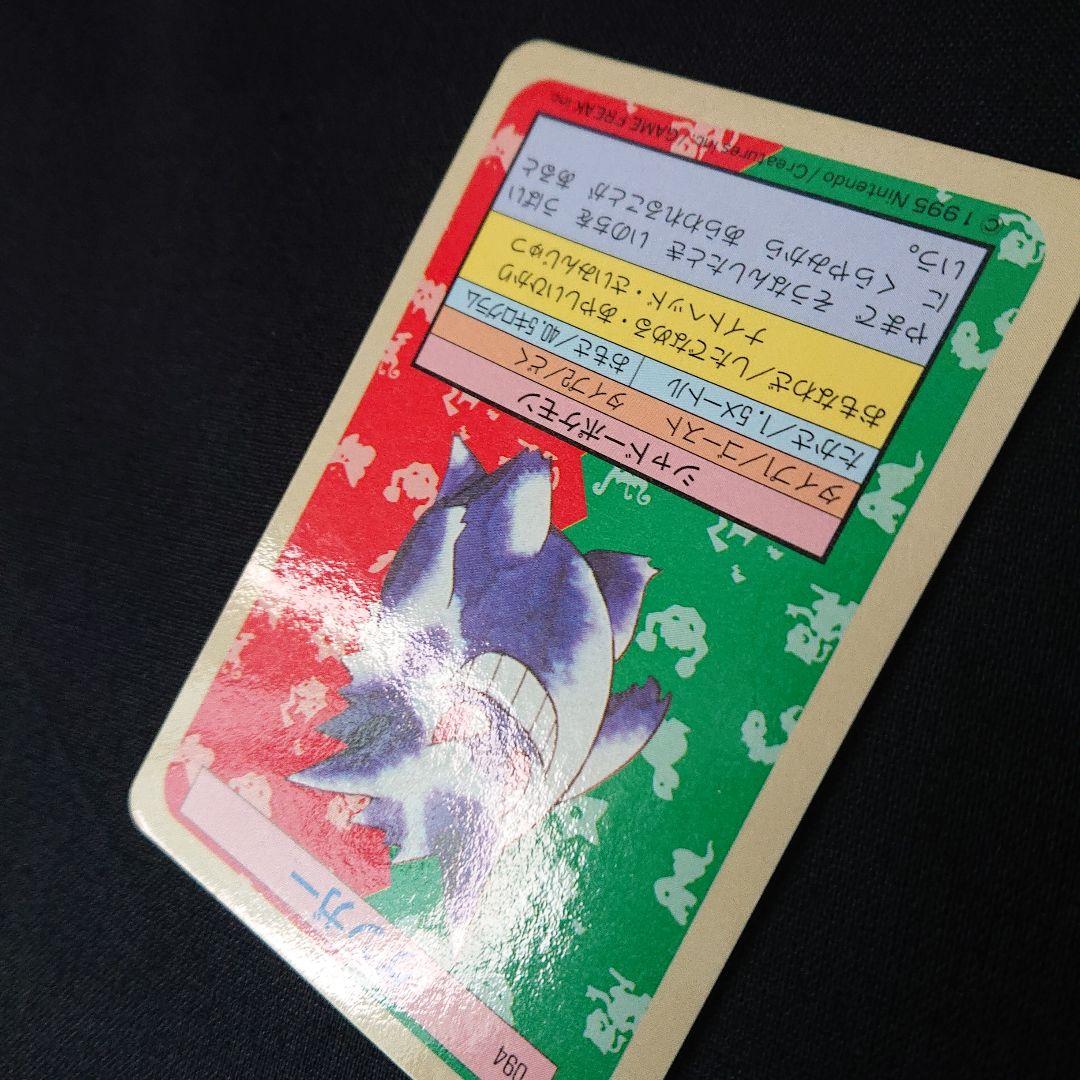 094
ゲンガー
シャドーポケモン
タイプ1/ゴースト タイプ2/どく
たかさ/1.5メートル おもさ/40.5キログラム
おもなわざ/したでなめる・あやしいひかり
ナイトヘッド・さいみんじゅつ
やまで そうなんしたとき いのちを うばい
に くらやみから あらわれることが あると
いう。
© 1995 Nintendo / Creatures inc. / GAME FREAK inc.